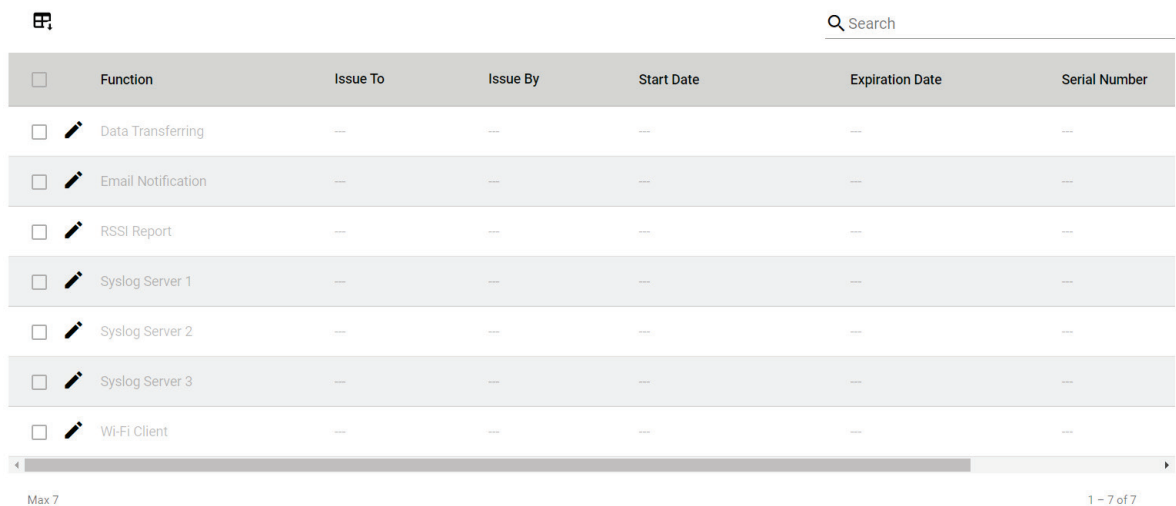 Search
Function Issue To Issue By Start Date Expiration Date Serial Number
Data Transferring --- --- --- --- ---
Email Notification --- --- --- --- ---
RSSI Report --- --- --- --- ---
Syslog Server 1 --- --- --- --- ---
Syslog Server 2 --- --- --- --- ---
Syslog Server 3 --- --- --- --- ---
Wi-Fi Client --- --- --- --- ---
Max 7 1 – 7 of 7